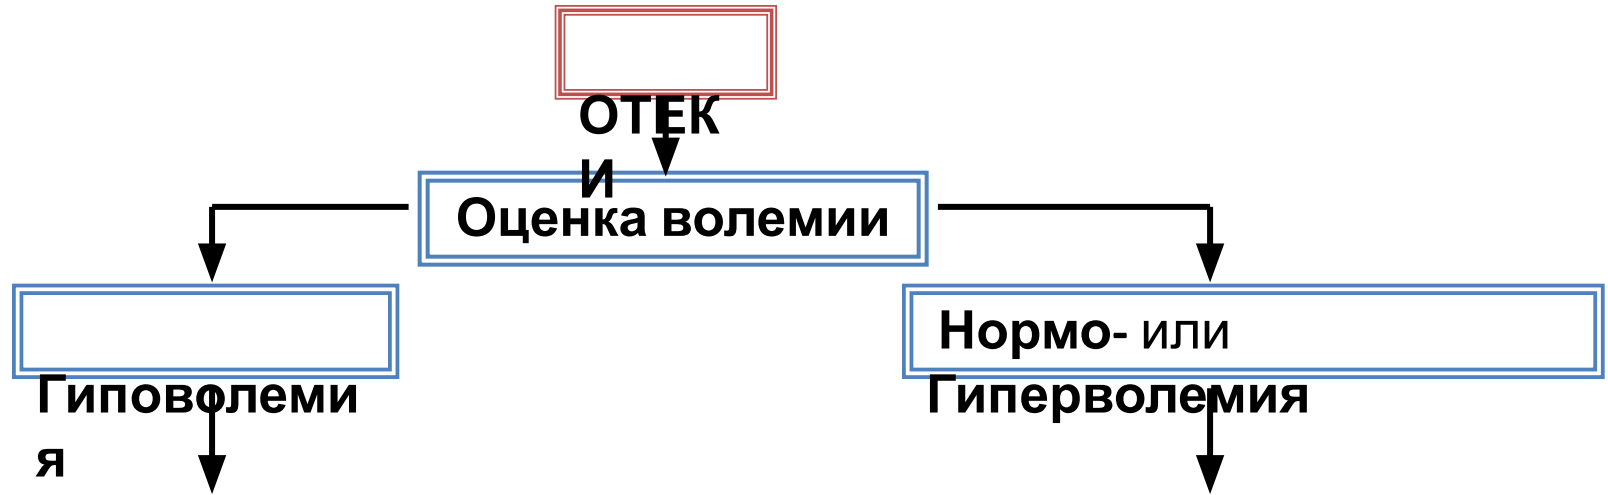 ОТЕК
И
Оценка волемии
Нормо- или
Гиповолеми
я
Гиперволемия